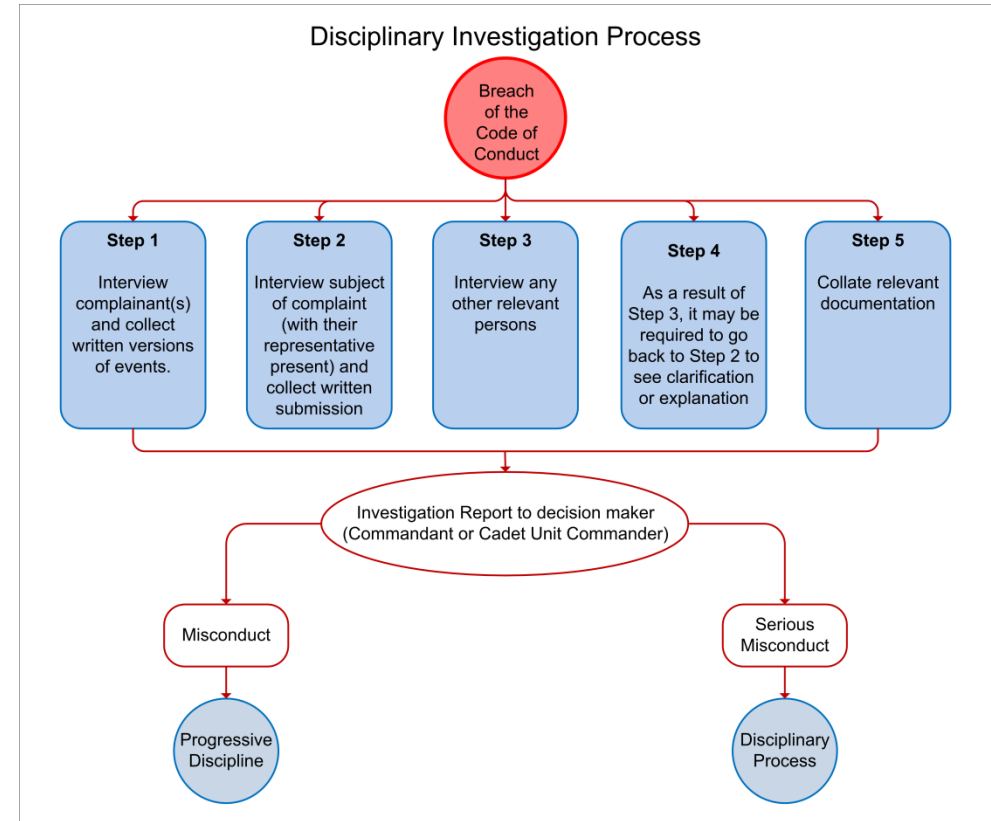 Disciplinary Investigation Process
Breach
of the
Code of
Conduct
Step 1
Interview
complainant(s)
and collect
written versions
of events.
Step 2
Interview subject
of complaint
(with their
representative
present) and
collect written
submission
Step 3
Interview any
other relevant
persons
Step 4
As a result of
Step 3, it may be
required to go
back to Step 2 to
see clarification
or explanation
Step 5
Collate relevant
documentation
Investigation Report to decision maker
(Commandant or Cadet Unit Commander)
Misconduct
Serious
Misconduct
Progressive
Discipline
Disciplinary
Process